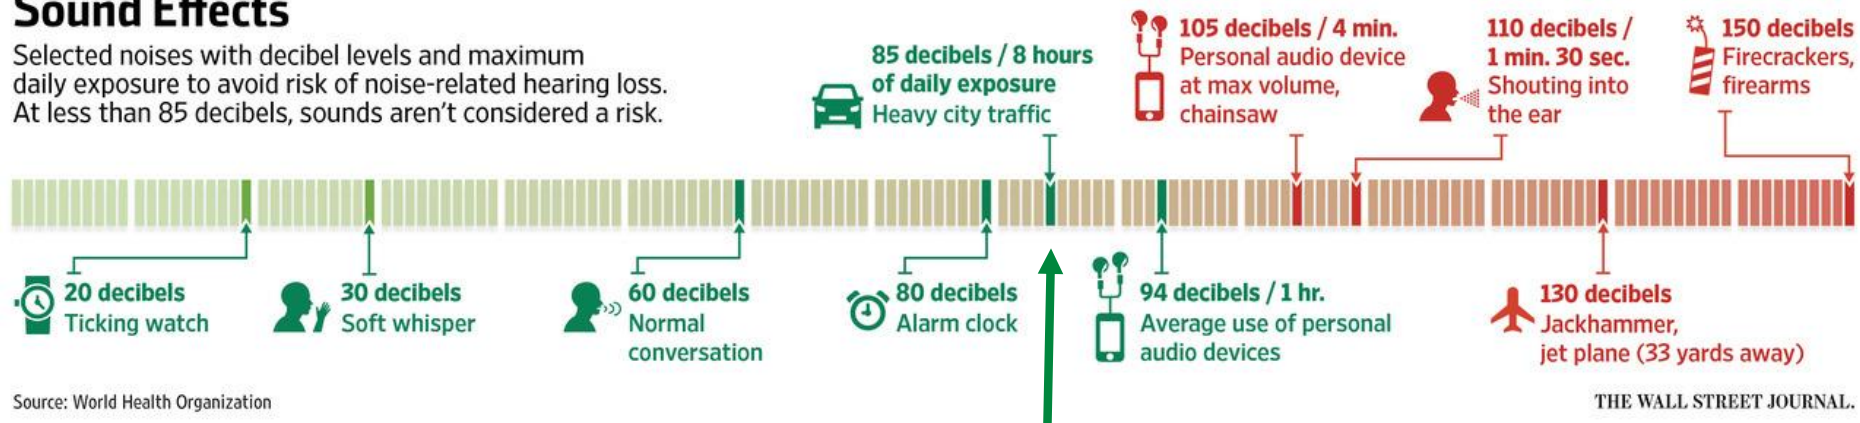 Sound Effects
Selected noises with decibel levels and maximum
daily exposure to avoid risk of noise-related hearing loss.
At less than 85 decibels, sounds aren't considered a risk.
85 decibels / 8 hours
of daily exposure
Heavy city traffic
105 decibels / 4 min.
Personal audio device
at max volume,
chainsaw
110 decibels /
1 min. 30 sec.
Shouting into
the ear
150 decibels
Firecrackers,
firearms
20 decibels
Ticking watch
30 decibels
Soft whisper
60 decibels
Normal
conversation
80 decibels
Alarm clock
94 decibels / 1 hr.
Average use of personal
audio devices
130 decibels
Jackhammer,
jet plane (33 yards away)
Source: World Health Organization
THE WALL STREET JOURNAL.